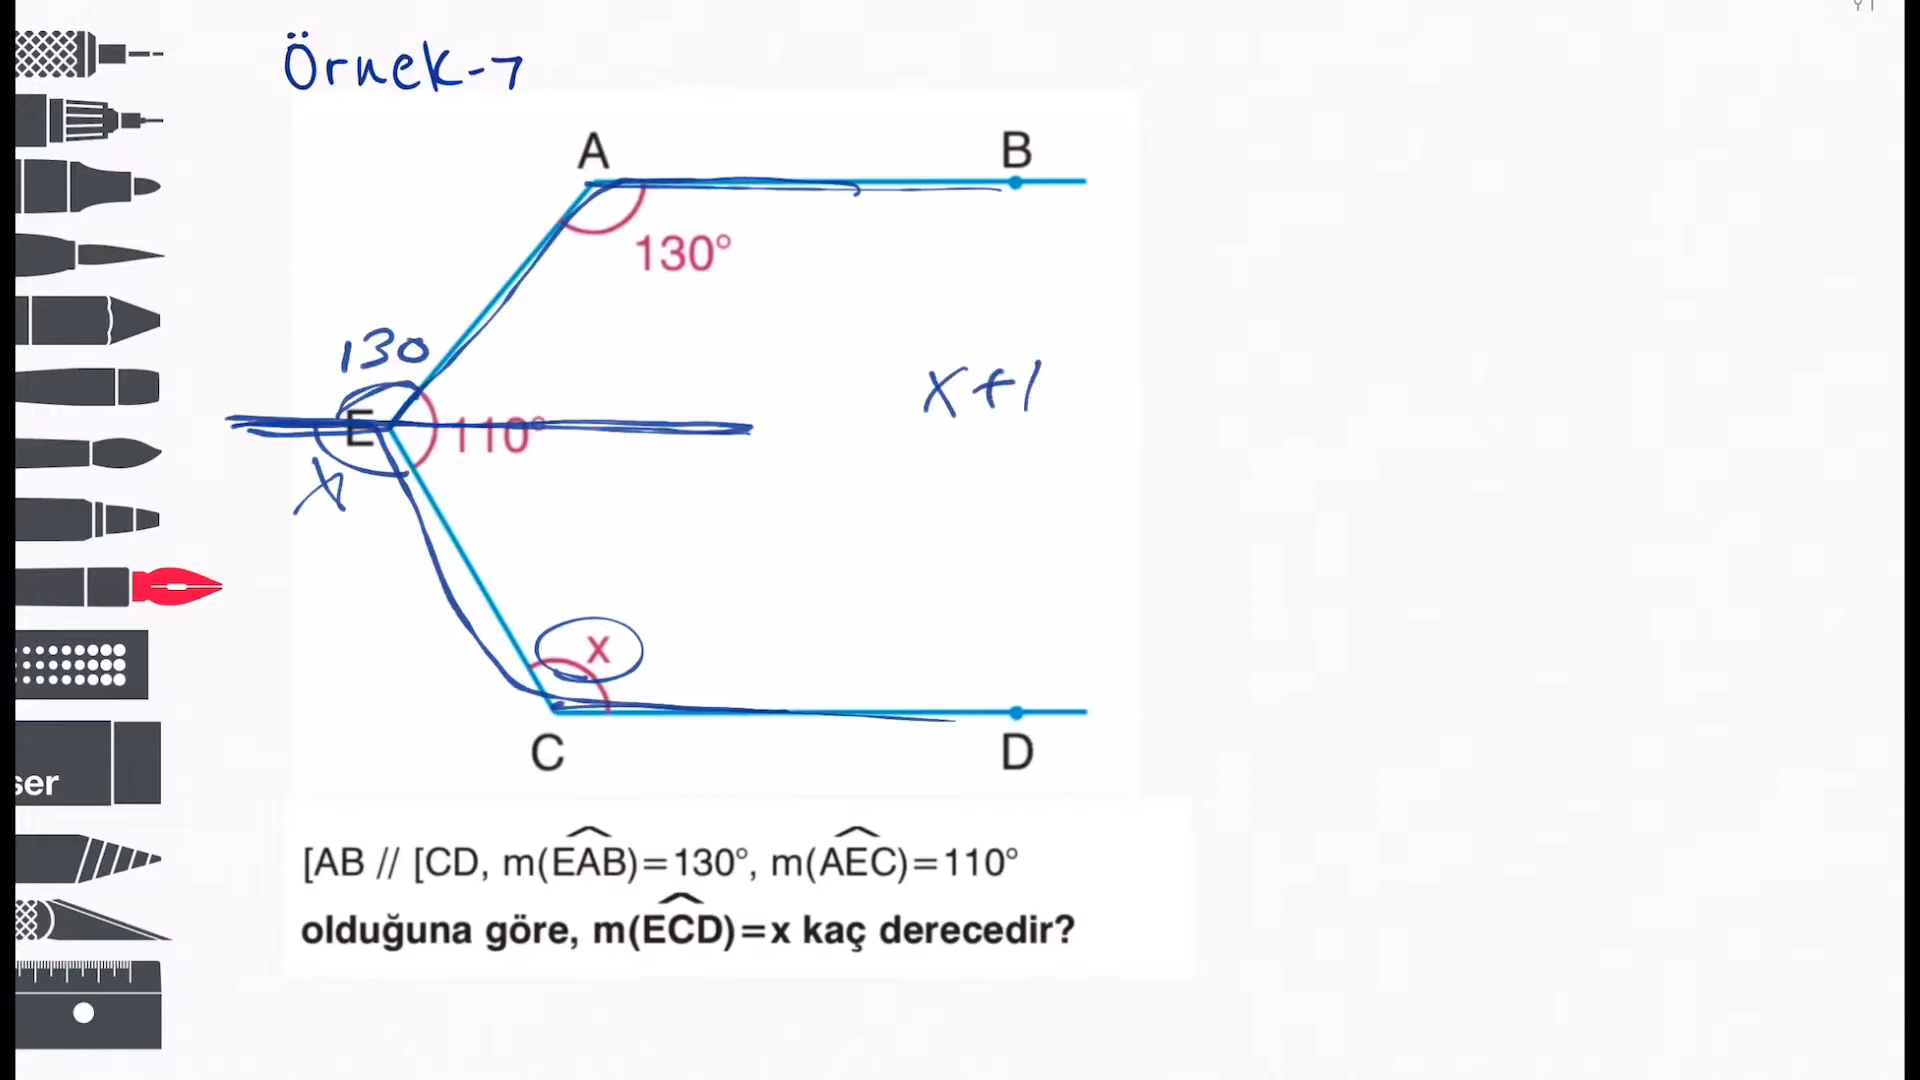 Örnek-7
A
B
130°
130
x+1
E
110°
x
x
C
D
[AB // [CD, m(EAB)=130°, m(AEC)=110°
olduğuna göre, m(ECD)=x kaç derecedir?
ser